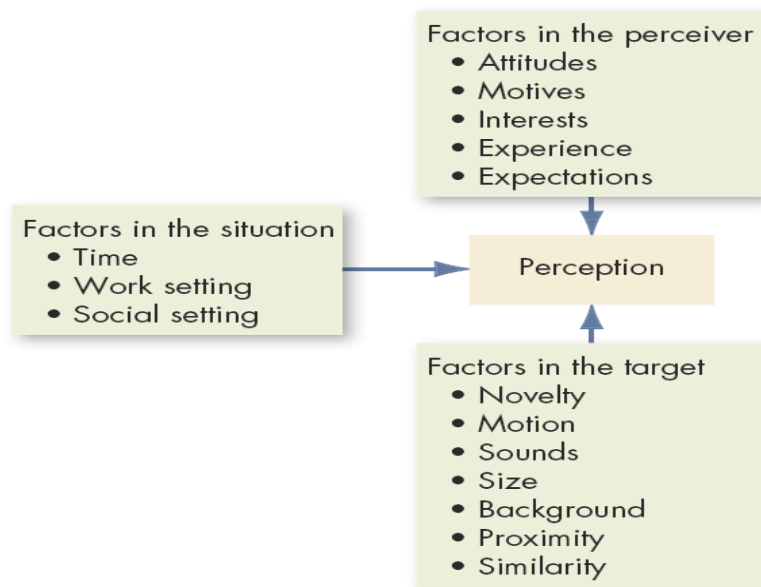 Factors in the perceiver
• Attitudes
• Motives
• Interests
• Experience
• Expectations
Factors in the situation
• Time
• Work setting
• Social setting
Perception
Factors in the target
• Novelty
• Motion
• Sounds
• Size
• Background
• Proximity
• Similarity